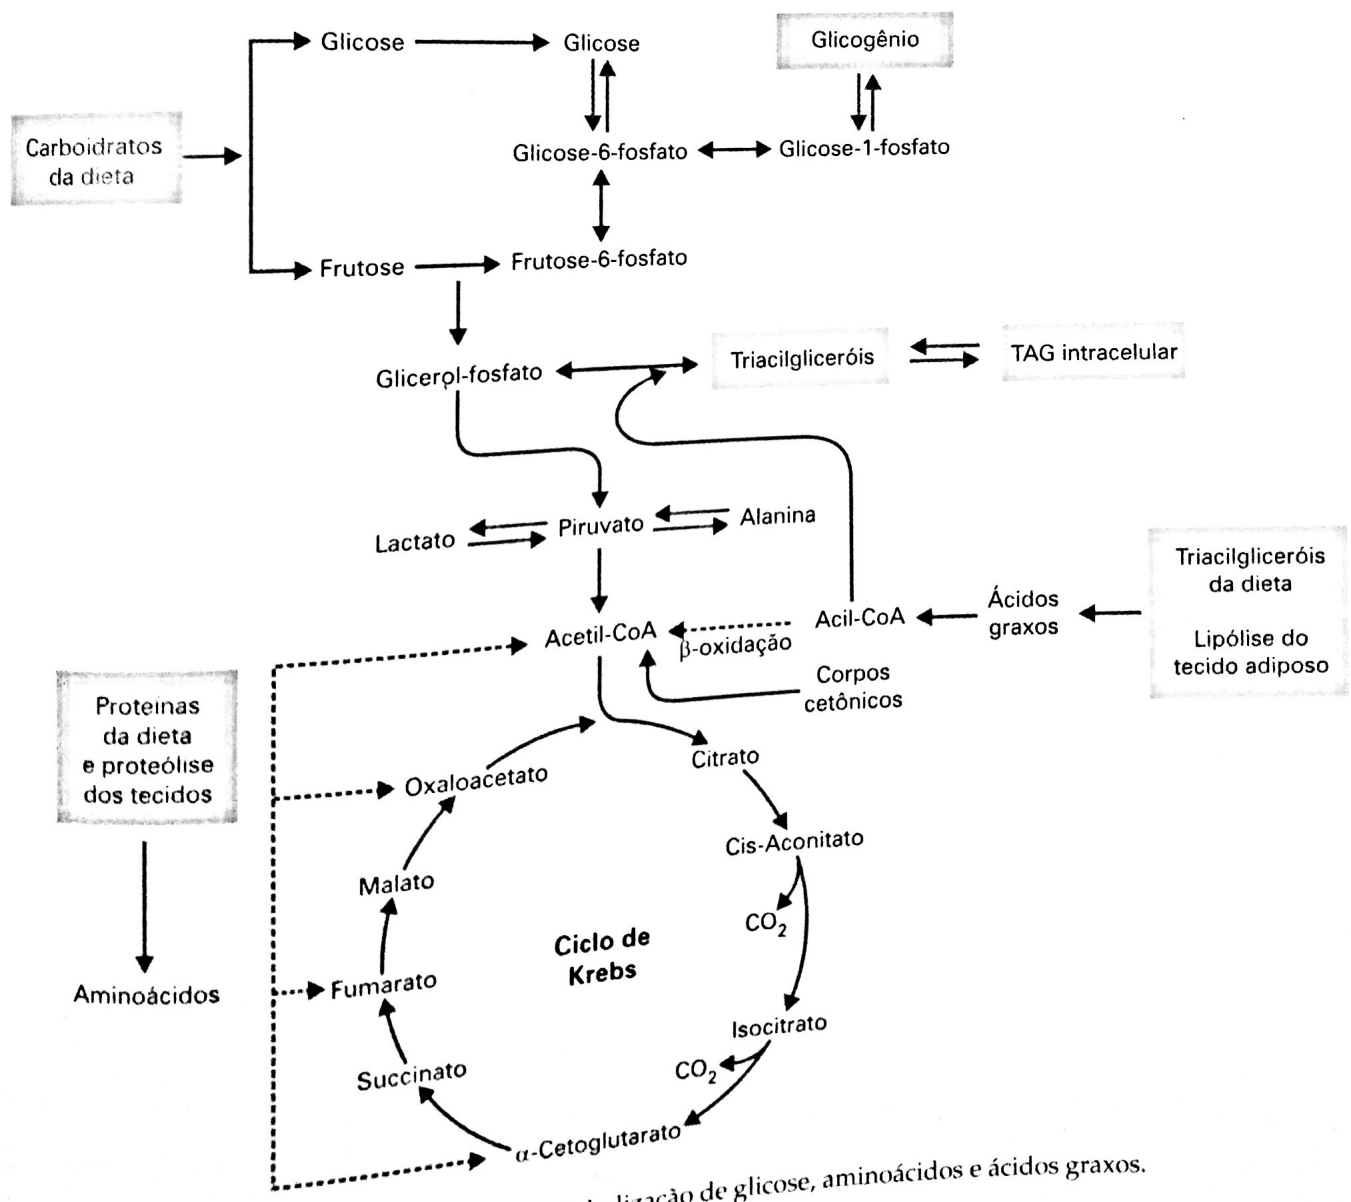 Glicose
Glicose
Glicogênio
Carboidratos
da dieta
Glicose-6-fosfato
Glicose-1-fosfato
Frutose
Frutose-6-fosfato
Glicerol-fosfato
Triacilgliceróis
TAG intracelular
Lactato
Piruvato
Alanina
Acetil-CoA
β-oxidação
Acil-CoA
Ácidos
graxos
Triacilgliceróis
da dieta
Lipólise do
tecido adiposo
Corpos
cetônicos
Proteinas
da dieta
e proteólise
dos tecidos
Aminoácidos
Citrato
Oxaloacetato
Cis-Aconitato
CO2
Malato
Ciclo de
Krebs
Fumarato
Isocitrato
CO2
Succinato
α-Cetoglutarato
de glicose, aminoácidos e ácidos graxos.